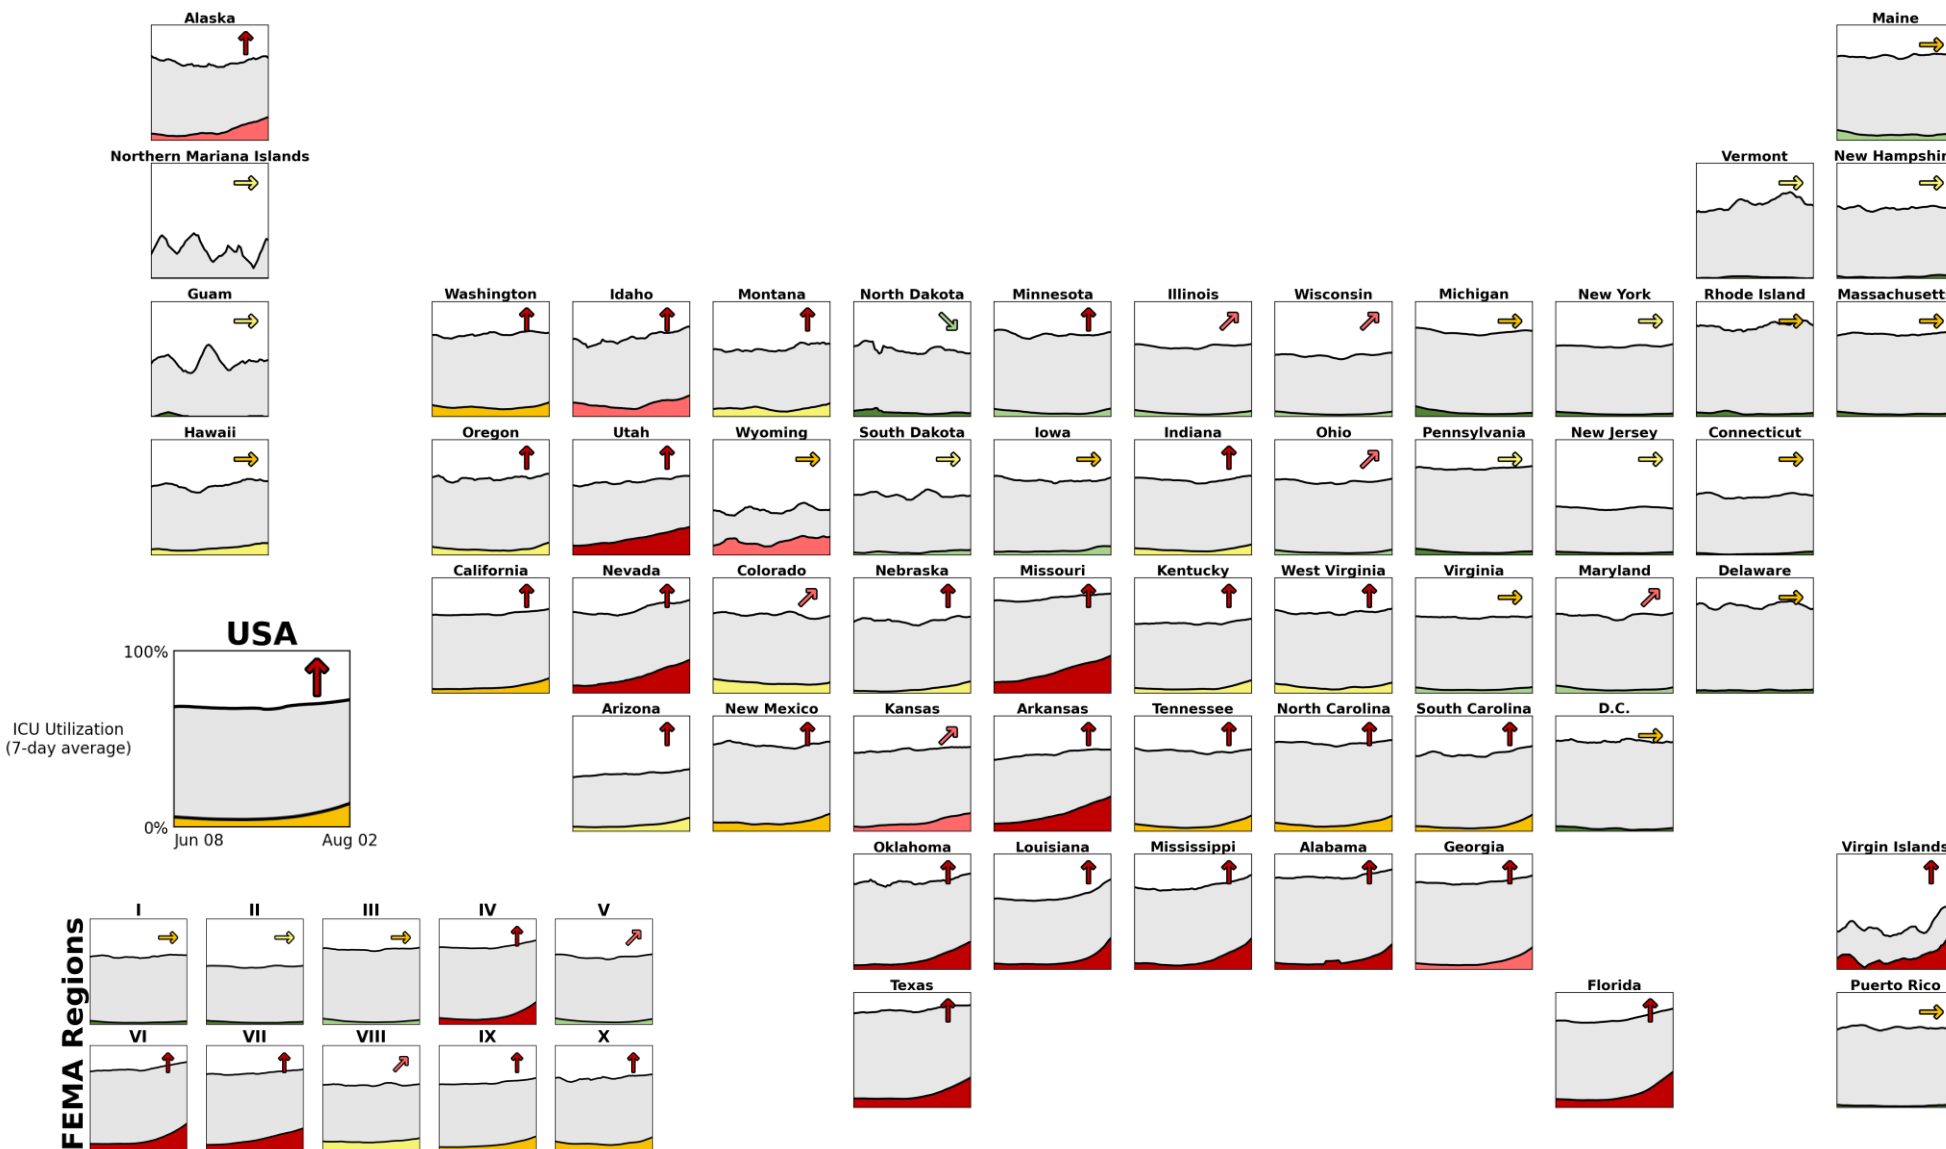 Alaska
Maine
Northern Mariana Islands
Vermont
New Hampshir
Guam
Washington
Idaho
Montana
North Dakota
Minnesota
Illinois
Wisconsin
Michigan
New York
Rhode Island
Massachusett
Hawaii
Oregon
Utah
Wyoming
South Dakota
Iowa
Indiana
Ohio
Pennsylvania
New Jersey
Connecticut
California
Nevada
Colorado
Nebraska
Missouri
Kentucky
West Virginia
Virginia
Maryland
Delaware
USA
100%
ICU Utilization
(7-day average)
0%
Jun 08
Aug 02
Arizona
New Mexico
Kansas
Arkansas
Tennessee
North Carolina
South Carolina
D.C.
Oklahoma
Louisiana
Mississippi
Alabama
Georgia
Virgin Islands
FEMA Regions
I
II
III
IV
V
VI
VII
VIII
IX
X
Texas
Florida
Puerto Rico